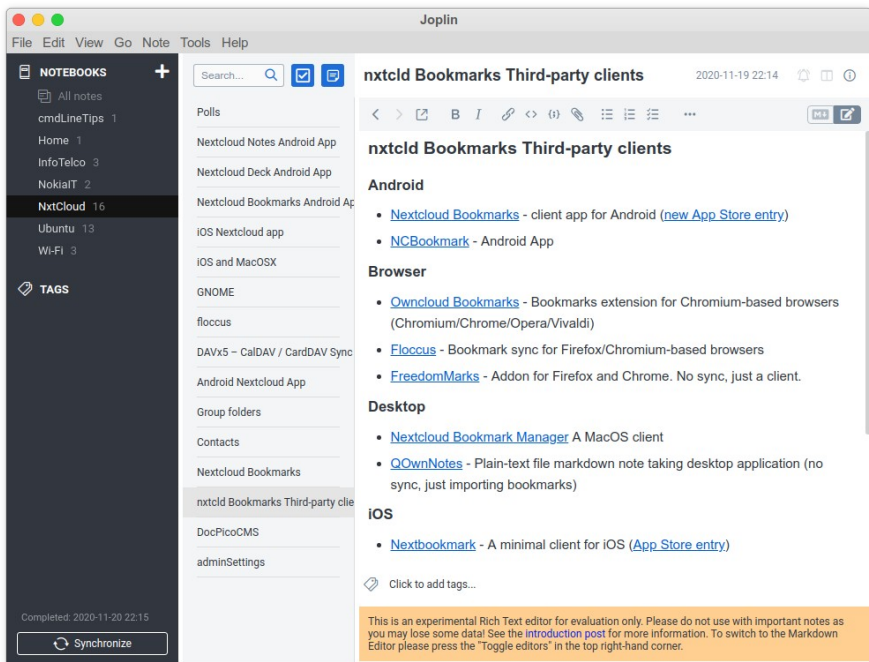 Joplin
File Edit View Go Note Tools Help
NOTEBOOKS
All notes
cmdLineTips 1
Home 1
InfoTelco 3
NokiaIT 2
NxtCloud 16
Ubuntu 13
Wi-Fi 3
TAGS
Completed: 2020-11-20 22:15
Synchronize
Search...
Polls
Nextcloud Notes Android App
Nextcloud Deck Android App
Nextcloud Bookmarks Android Ap
iOS Nextcloud app
iOS and MacOSX
GNOME
floccus
DAVx5 – CalDAV / CardDAV Sync
Android Nextcloud App
Group folders
Contacts
Nextcloud Bookmarks
nxtcld Bookmarks Third-party clie
DocPicoCMS
adminSettings
nxtcld Bookmarks Third-party clients 2020-11-19 22:14
B I
nxtcld Bookmarks Third-party clients
Android
• Nextcloud Bookmarks - client app for Android (new App Store entry)
• NCBookmark - Android App
Browser
• Owncloud Bookmarks - Bookmarks extension for Chromium-based browsers
(Chromium/Chrome/Opera/Vivaldi)
• Floccus - Bookmark sync for Firefox/Chromium-based browsers
• FreedomMarks - Addon for Firefox and Chrome. No sync, just a client.
Desktop
• Nextcloud Bookmark Manager A MacOS client
• QOwnNotes - Plain-text file markdown note taking desktop application (no
sync, just importing bookmarks)
iOS
• Nextbookmark - A minimal client for iOS (App Store entry)
Click to add tags...
This is an experimental Rich Text editor for evaluation only. Please do not use with important notes as
you may lose some data! See the introduction post for more information. To switch to the Markdown
Editor please press the "Toggle editors" in the top right-hand corner.